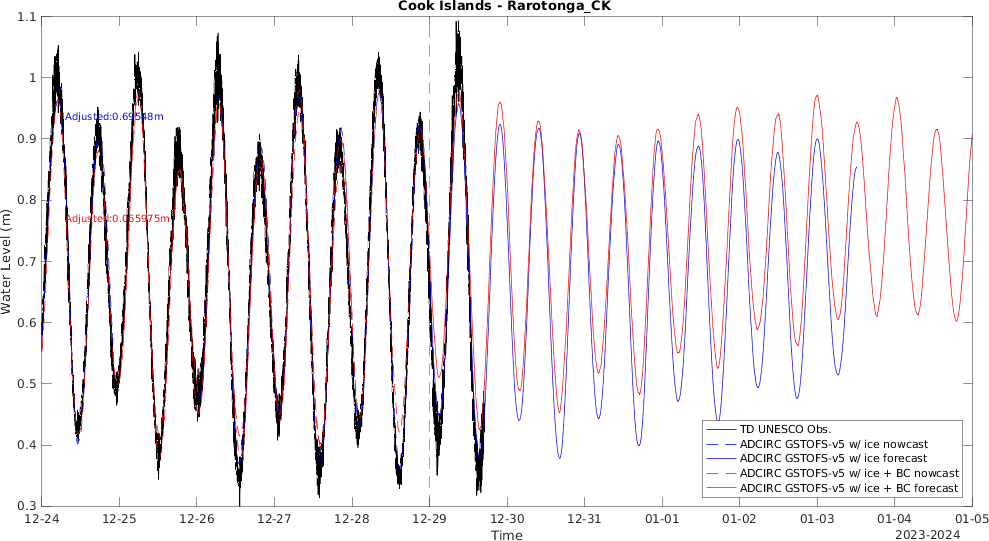 Cook Islands - Rarotonga_CK
1.1
1
0.9
0.8
0.7
0.6
0.5
0.4
0.3
Water Level (m)
Adjusted:0.69548m
Adjusted:0.065975m
TD UNESCO Obs.
ADCIRC GSTOFS-v5 w/ ice nowcast
ADCIRC GSTOFS-v5 w/ ice forecast
ADCIRC GSTOFS-v5 w/ ice + BC nowcast
ADCIRC GSTOFS-v5 w/ ice + BC forecast
12-24 12-25 12-26 12-27 12-28 12-29 12-30 12-31 01-01 01-02 01-03 01-04 01-05
Time
2023-2024